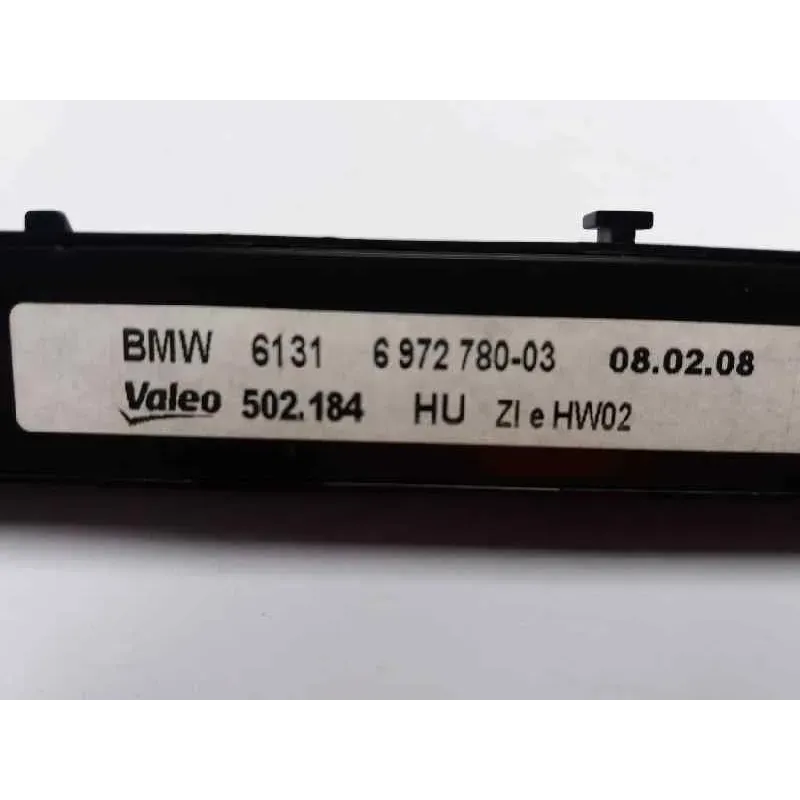 BMW 6131 6 972 780-03 08.02.08
Valeo 502.184 HU ZI e HW02